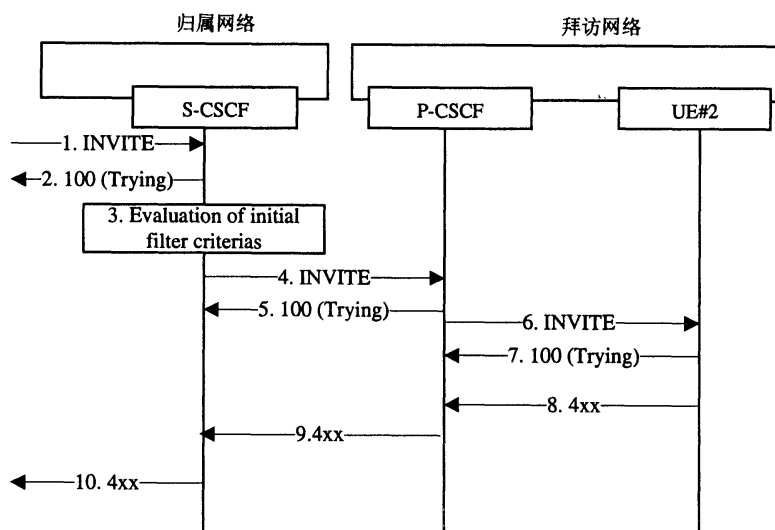 归属网络
拜访网络
S-CSCF
P-CSCF
UE#2
1. INVITE
2. 100 (Trying)
3. Evaluation of initial
filter criterias
4. INVITE
5. 100 (Trying)
6. INVITE
7. 100 (Trying)
8. 4xx
9.4xx
10. 4xx